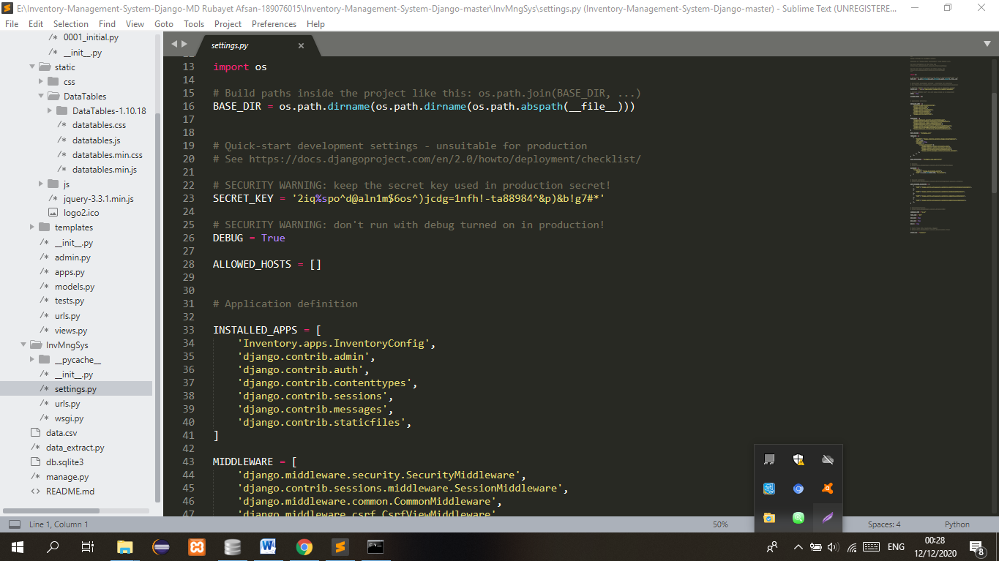 E:\Inventory-Management-System-Django-MD Rubayet Afsan-189076015\Inventory-Management-System-Django-master\InvMngSys\settings.py (Inventory-Management-System-Django-master) - Sublime Text (UNREGISTERE...
File Edit Selection Find View Goto Tools Project Preferences Help
/* 0001_initial.py
/* __init__.py
static
css
DataTables
DataTables-1.10.18
/* datatables.css
/* datatables.js
/* datatables.min.css
/* datatables.min.js
js
/* jquery-3.3.1.min.js
logo2.ico
templates
/* __init__.py
/* admin.py
/* apps.py
/* models.py
/* tests.py
/* urls.py
/* views.py
InvMngSys
__pycache__
/* __init__.py
/* settings.py
/* urls.py
/* wsgi.py
data.csv
/* data_extract.py
db.sqlite3
/* manage.py
<> README.md
settings.py
13 import os
14
15 # Build paths inside the project like this: os.path.join(BASE_DIR, ...)
16 BASE_DIR = os.path.dirname(os.path.dirname(os.path.abspath(__file__)))
17
18
19 # Quick-start development settings - unsuitable for production
20 # See https://docs.djangoproject.com/en/2.0/howto/deployment/checklist/
21
22 # SECURITY WARNING: keep the secret key used in production secret!
23 SECRET_KEY = '2iq%spo^d@aln1m$6os^)jcdg=1nfh!-ta88984^&p)&b!g7#*'
24
25 # SECURITY WARNING: don't run with debug turned on in production!
26 DEBUG = True
27
28 ALLOWED_HOSTS = []
29
30
31 # Application definition
32
33 INSTALLED_APPS = [
34 'Inventory.apps.InventoryConfig',
35 'django.contrib.admin',
36 'django.contrib.auth',
37 'django.contrib.contenttypes',
38 'django.contrib.sessions',
39 'django.contrib.messages',
40 'django.contrib.staticfiles',
41 ]
42
43 MIDDLEWARE = [
44 'django.middleware.security.SecurityMiddleware',
45 'django.contrib.sessions.middleware.SessionMiddleware',
46 'django.middleware.common.CommonMiddleware',
47 'django.middleware.csrf.CsrfViewMiddleware',
Line 1, Column 1
50%
Spaces: 4
Python
ENG
00:28
12/12/2020
8